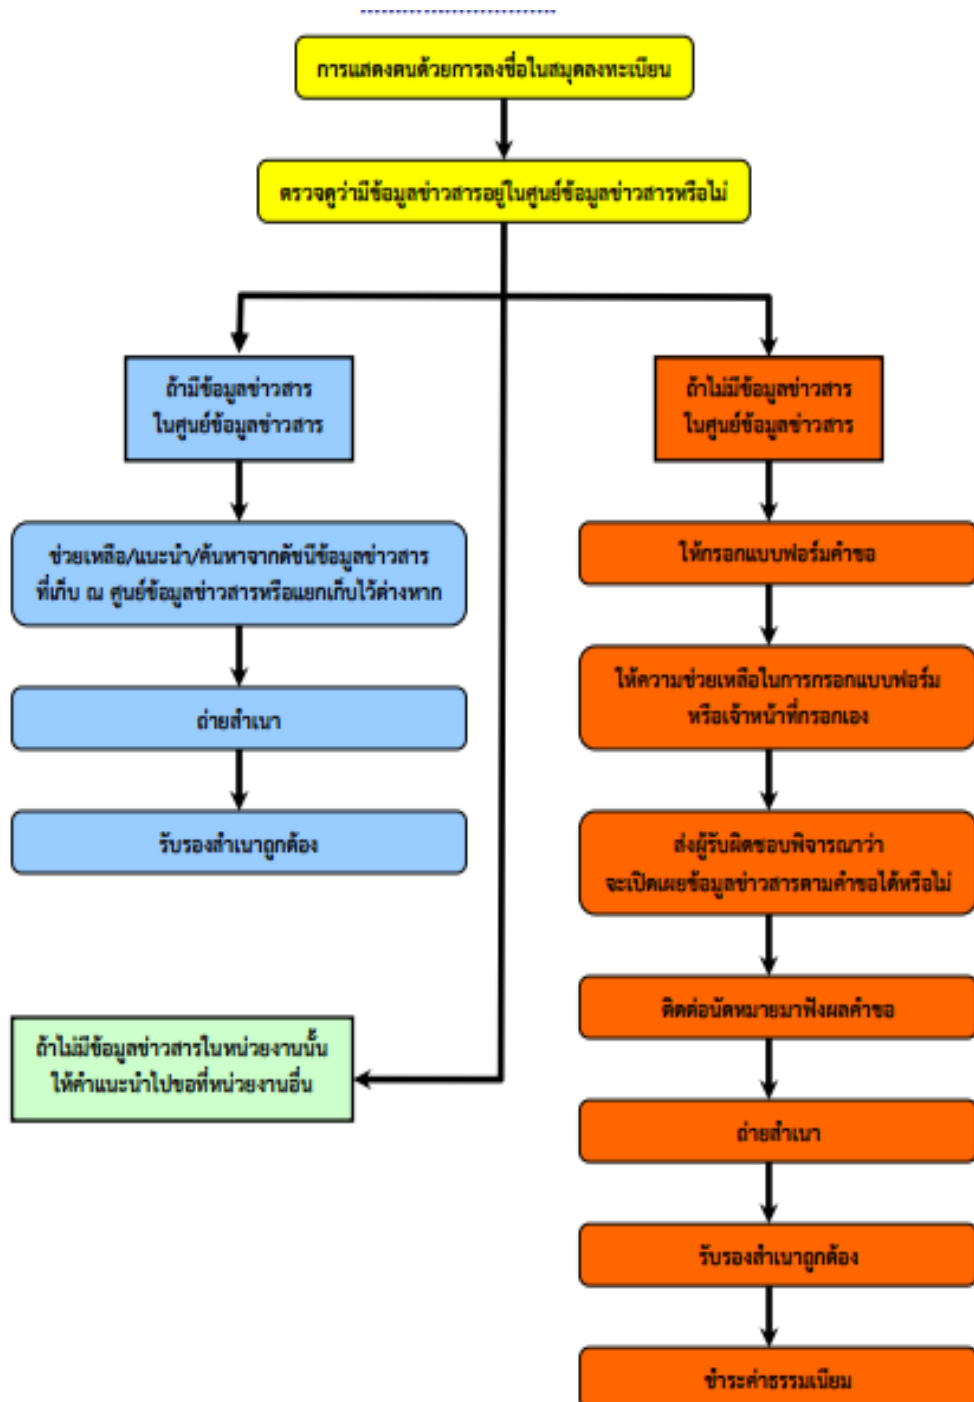 การแสดงตนด้วยการลงชื่อในสมุดลงทะเบียน
ตรวจดูว่ามีข้อมูลข่าวสารอยู่ในศูนย์ข้อมูลข่าวสารหรือไม่
ถ้ามีข้อมูลข่าวสาร
ในศูนย์ข้อมูลข่าวสาร
ช่วยเหลือ/แนะนำ/ค้นหาจากดัชนีข้อมูลข่าวสาร
ที่เก็บ ณ ศูนย์ข้อมูลข่าวสารหรือแยกเก็บไว้ต่างหาก
ถ่ายสำเนา
รับรองสำเนาถูกต้อง
ถ้าไม่มีข้อมูลข่าวสารในหน่วยงานนั้น
ให้คำแนะนำไปขอที่หน่วยงานอื่น
ถ้าไม่มีข้อมูลข่าวสาร
ในศูนย์ข้อมูลข่าวสาร
ให้กรอกแบบฟอร์มคำขอ
ให้ความช่วยเหลือในการกรอกแบบฟอร์ม
หรือเจ้าหน้าที่กรอกเอง
ส่งผู้รับผิดชอบพิจารณาว่า
จะเปิดเผยข้อมูลข่าวสารตามคำขอได้หรือไม่
ติดต่อนัดหมายมาฟังผลคำขอ
ถ่ายสำเนา
รับรองสำเนาถูกต้อง
ชำระค่าธรรมเนียม